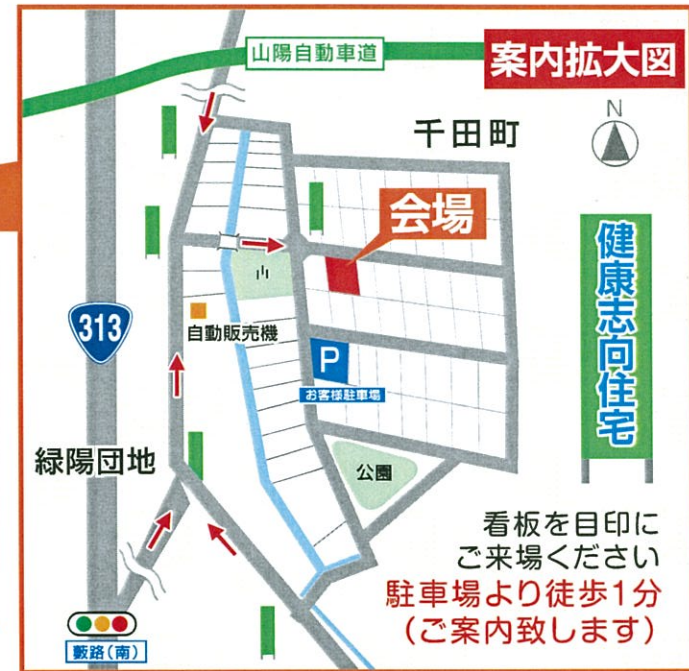 山陽自動車道
案内拡大図
N
千田町
会場
健康志向住宅
313
自動販売機
P
お客様駐車場
緑陽団地
公園
看板を目印に
ご来場ください
駐車場より徒歩1分
(ご案内致します)
藪路(南)